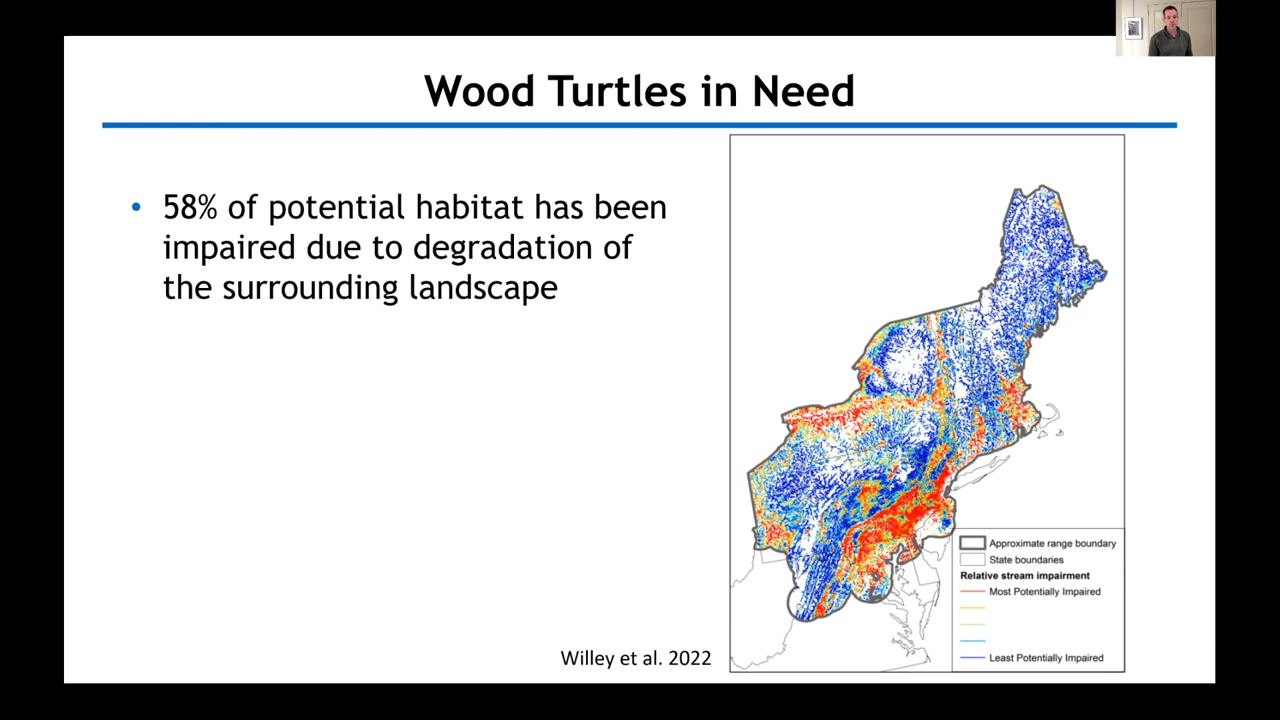 Wood Turtles in Need
• 58% of potential habitat has been
impaired due to degradation of
the surrounding landscape
Approximate range boundary
State boundaries
Relative stream impairment
Most Potentially Impaired
Least Potentially Impaired
Willey et al. 2022